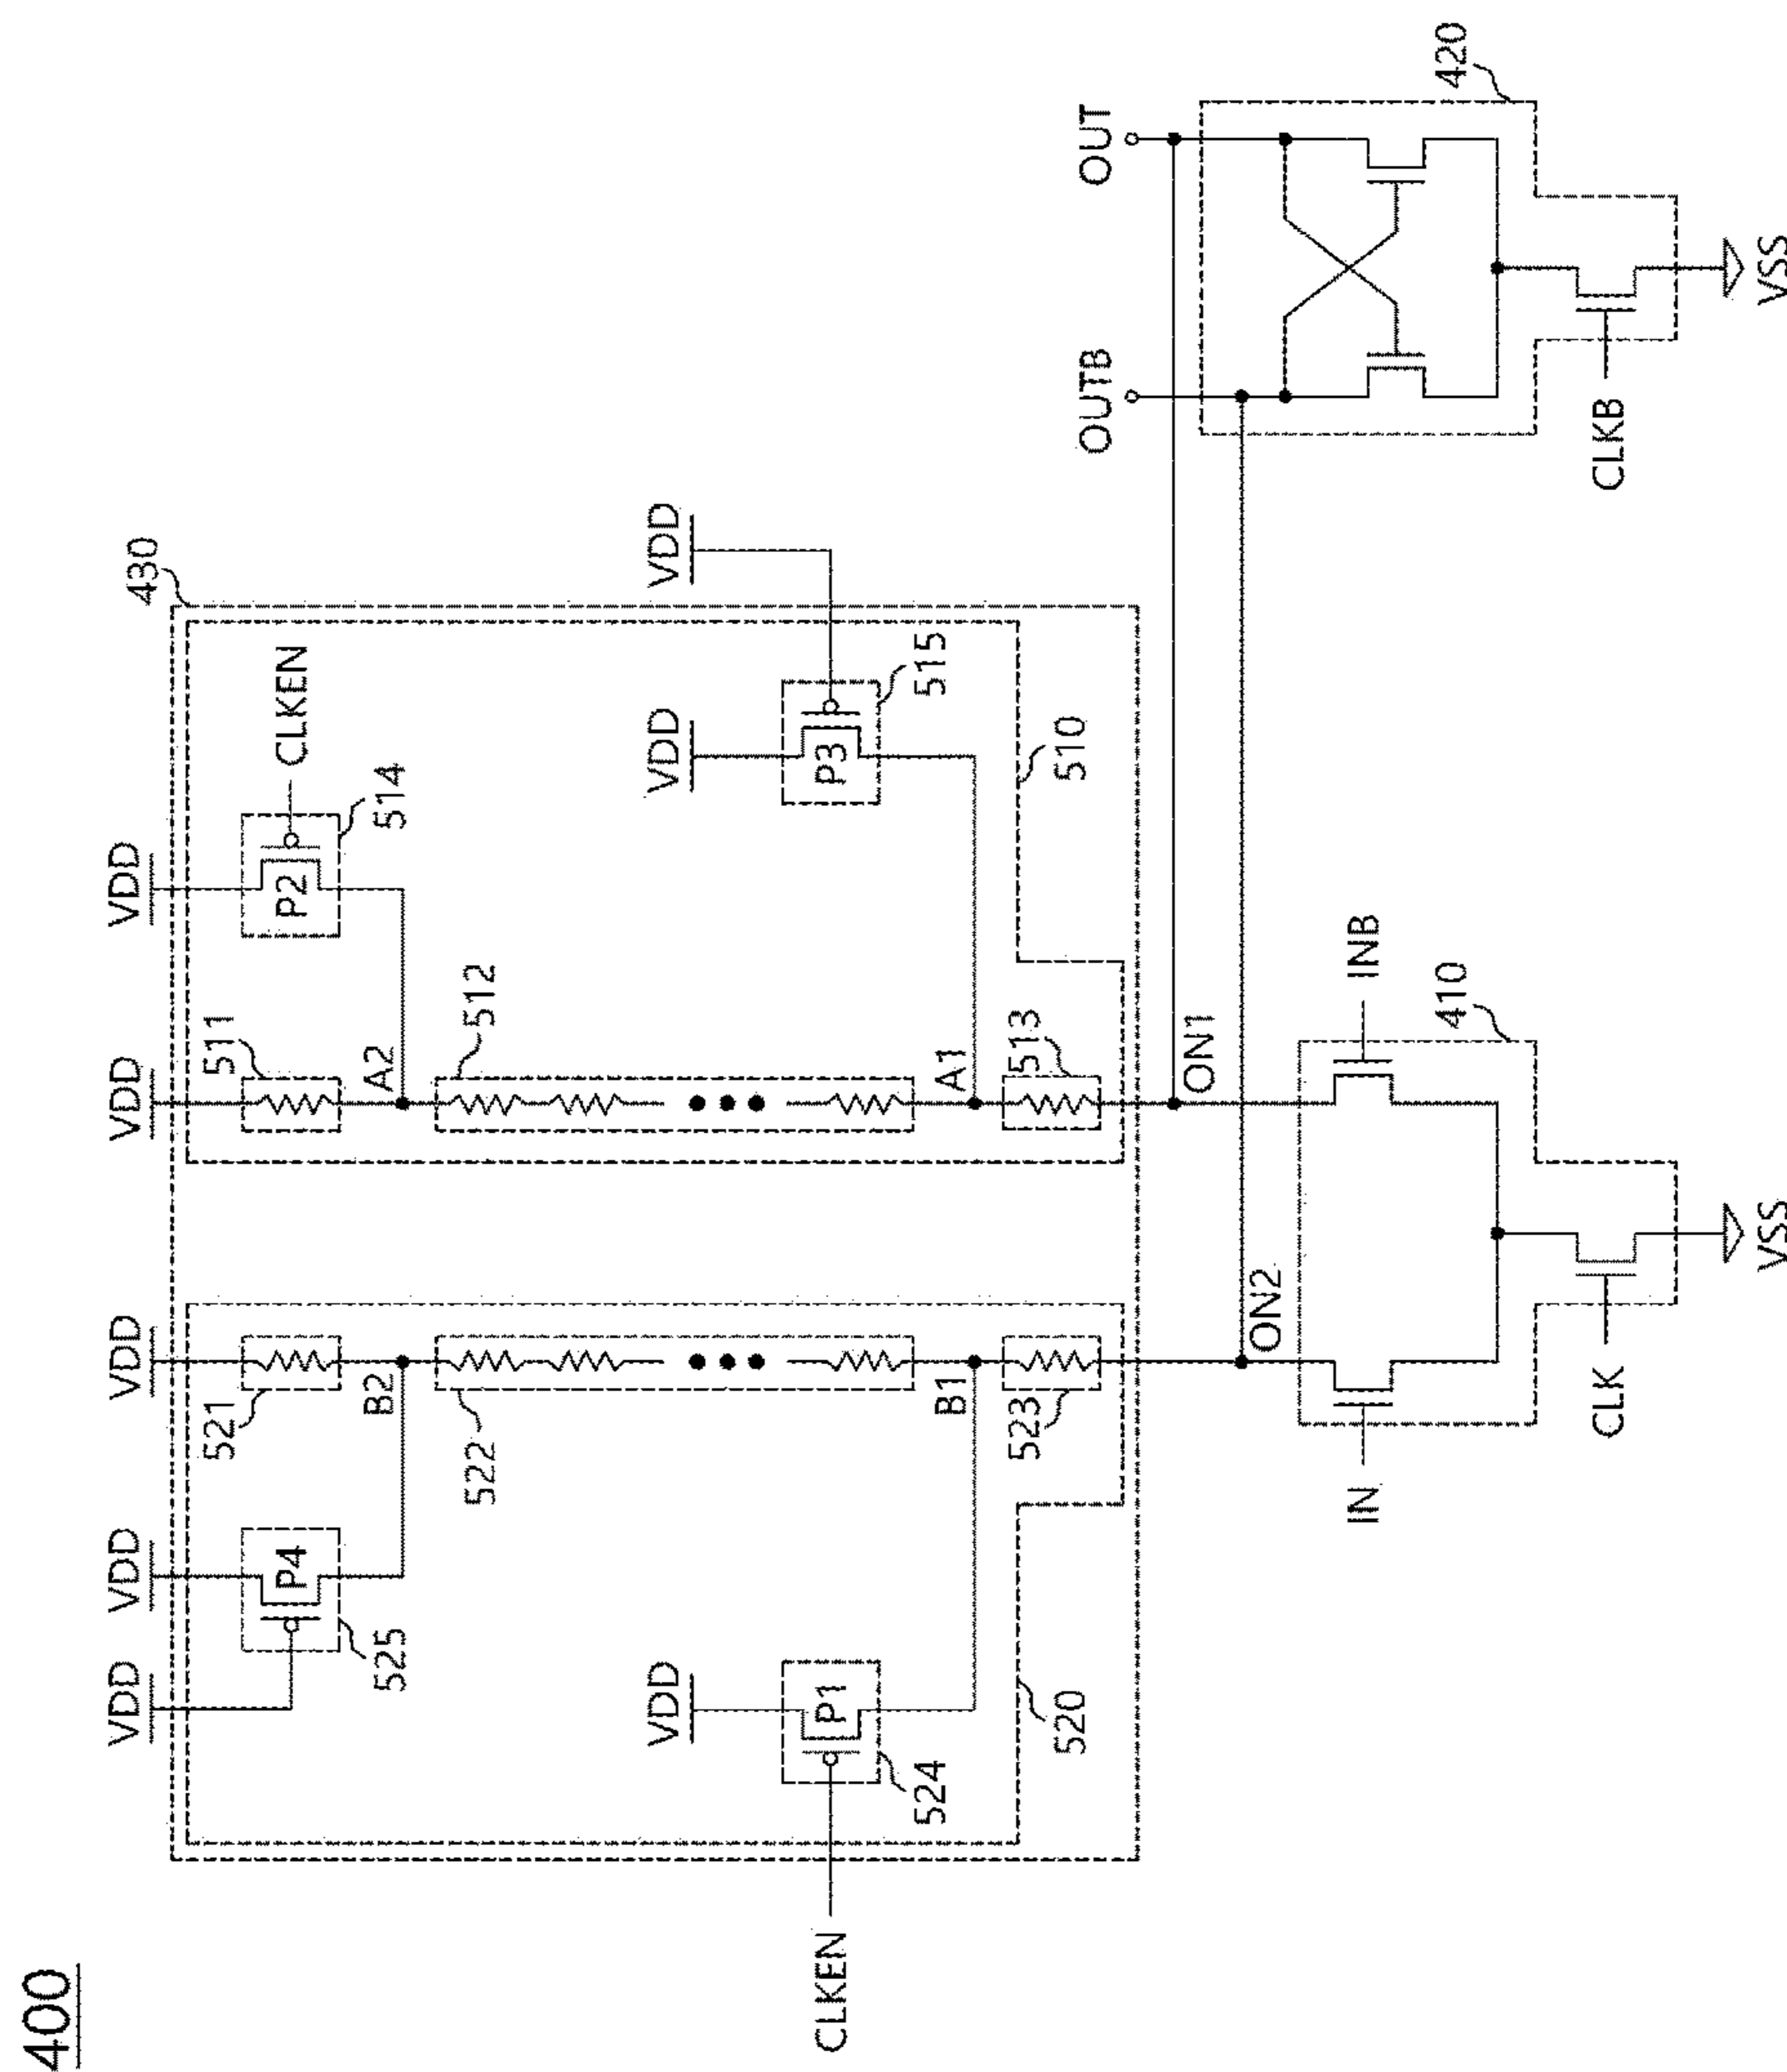 400
VDD
VDD
VDD
VDD
VDD
430
P4
525
521
B2
522
511
A2
512
P2
514
CLKEN
VDD
P1
524
CLKEN
B1
523
520
A1
513
VDD
P3
515
VDD
510
ON2
ON1
IN
INB
410
CLK
VSS
OUTB
OUT
420
CLKB
VSS